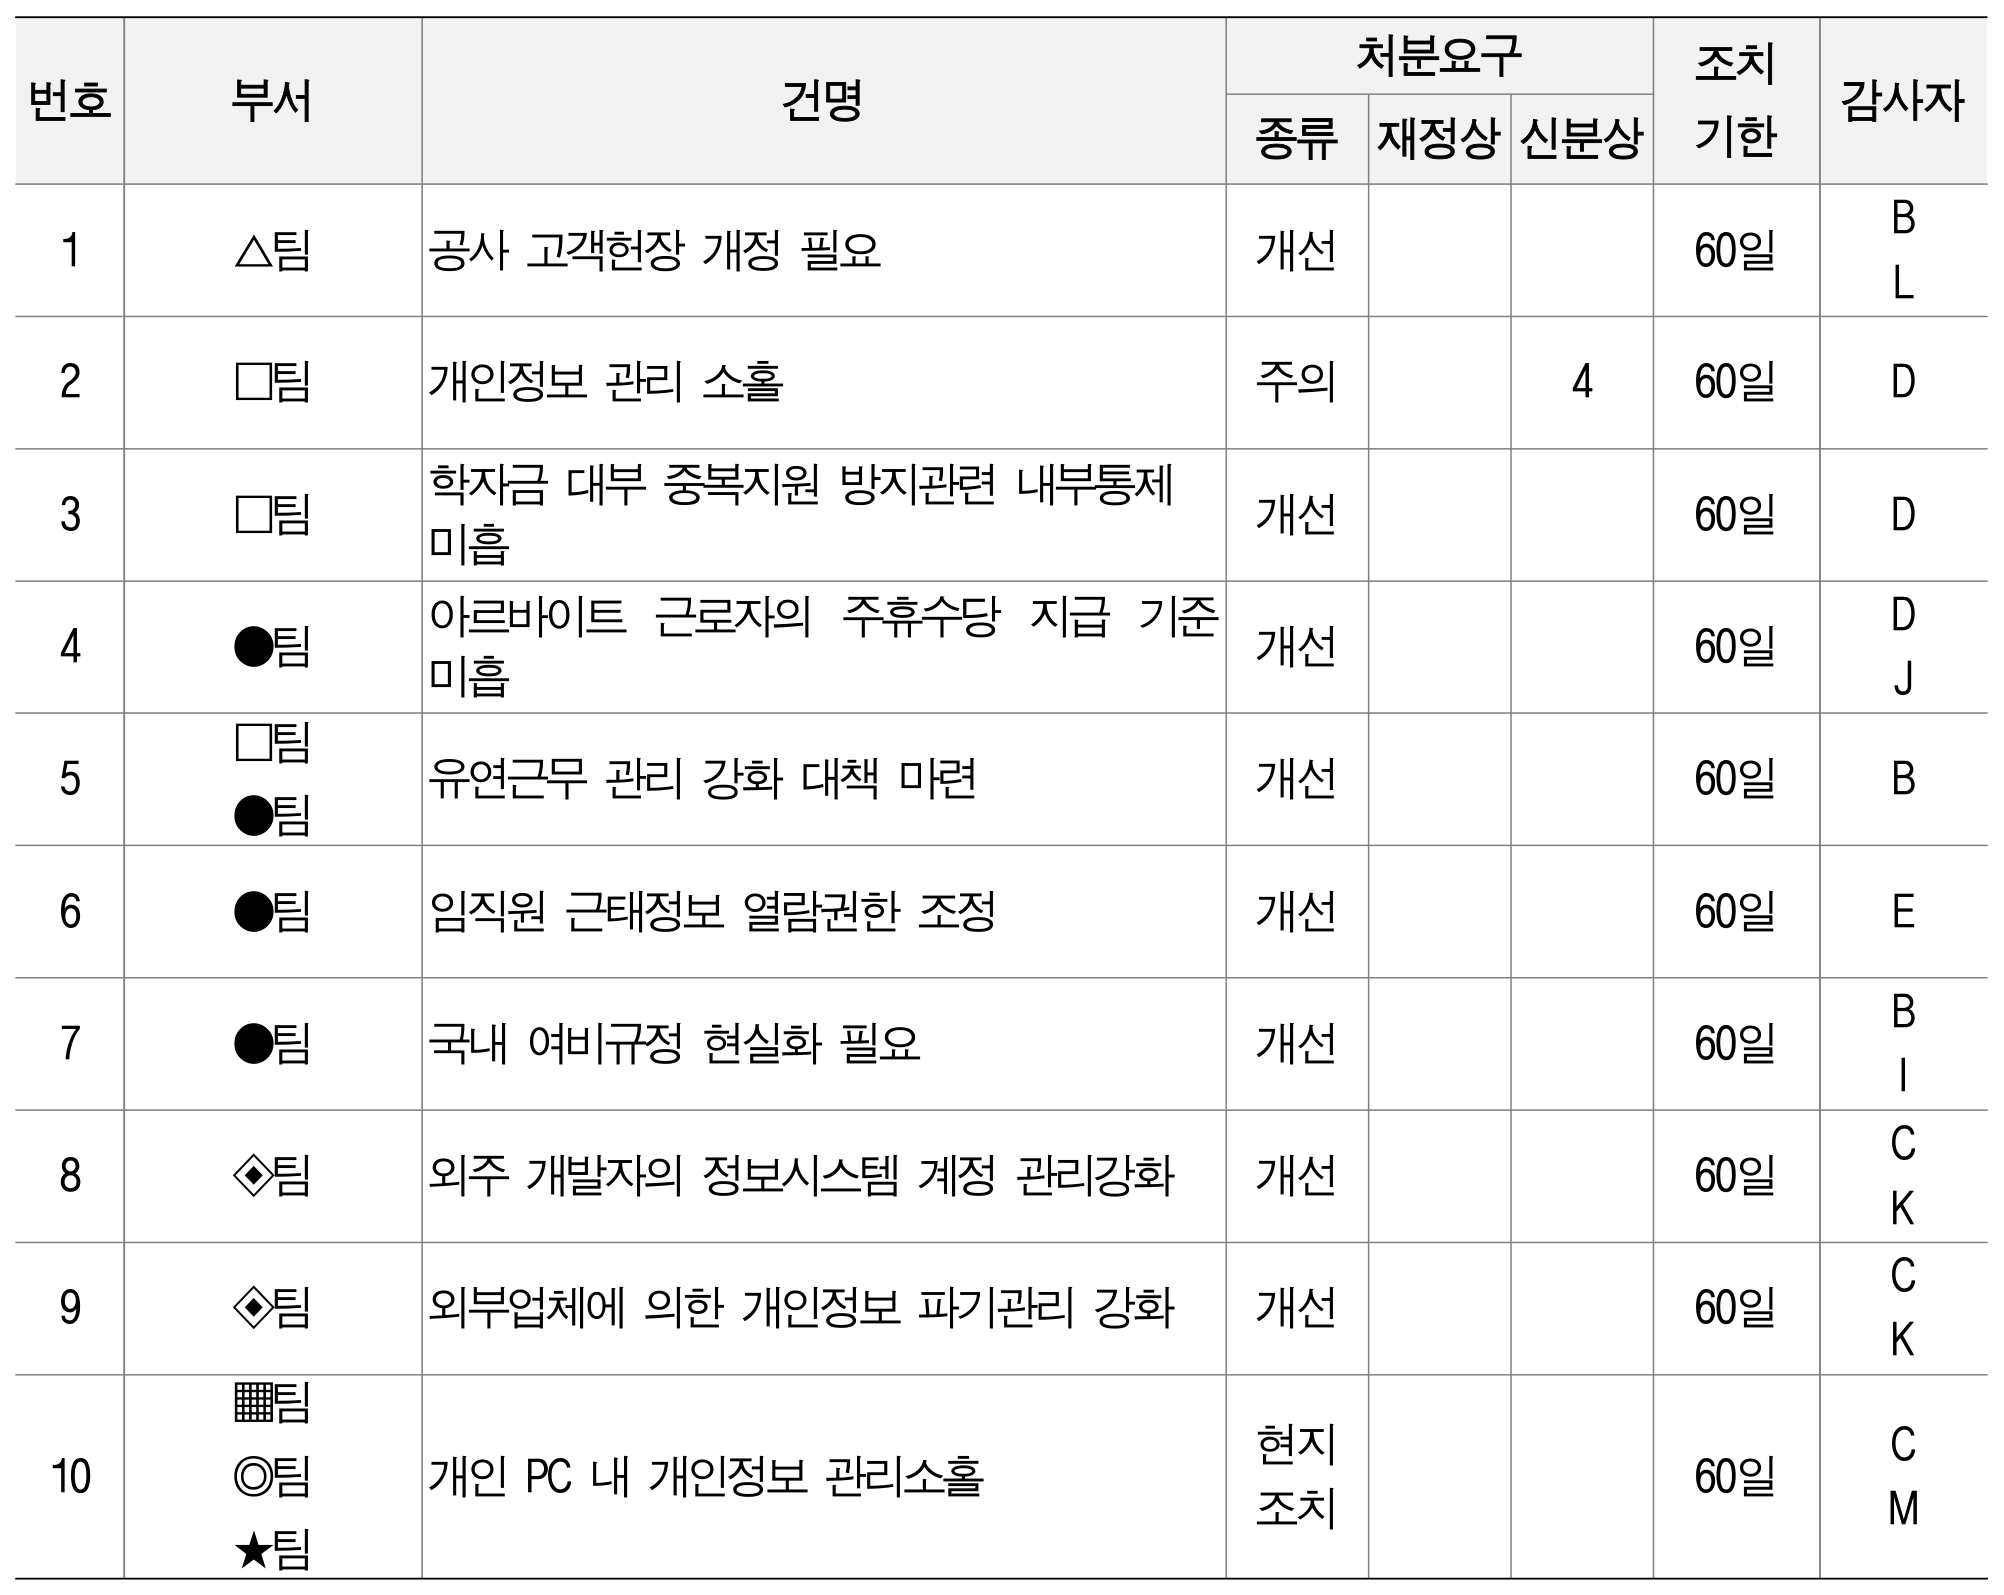 번호 부서 건명 처분요구 조치 기한 감사자
종류 재정상 신분상
1 △팀 공사 고객헌장 개정 필요 개선 60일 B
L
2 □팀 개인정보 관리 소홀 주의 4 60일 D
3 □팀 학자금 대부 중복지원 방지관련 내부통제
미흡 개선 60일 D
4 ●팀 아르바이트 근로자의 주휴수당 지급 기준
미흡 개선 60일 D
J
5 □팀
●팀 유연근무 관리 강화 대책 마련 개선 60일 B
6 ●팀 임직원 근태정보 열람권한 조정 개선 60일 E
7 ●팀 국내 여비규정 현실화 필요 개선 60일 B
I
8 ◈팀 외주 개발자의 정보시스템 계정 관리강화 개선 60일 C
K
9 ◈팀 외부업체에 의한 개인정보 파기관리 강화 개선 60일 C
K
10 ▦팀
◎팀
★팀 개인 PC 내 개인정보 관리소홀 현지
조치 60일 C
M